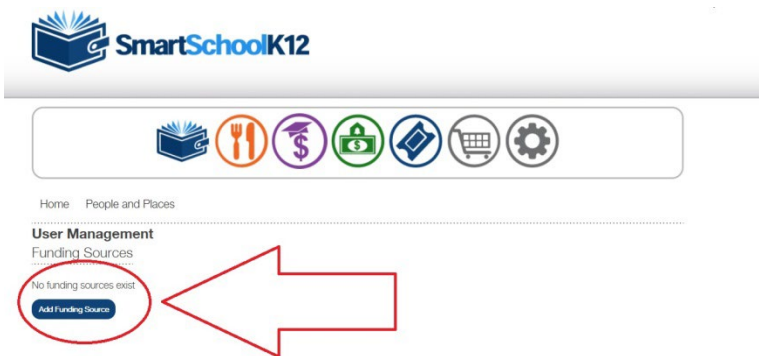 SmartSchoolK12
Home People and Places
User Management
Funding Sources
No funding sources exist
Add Funding Source